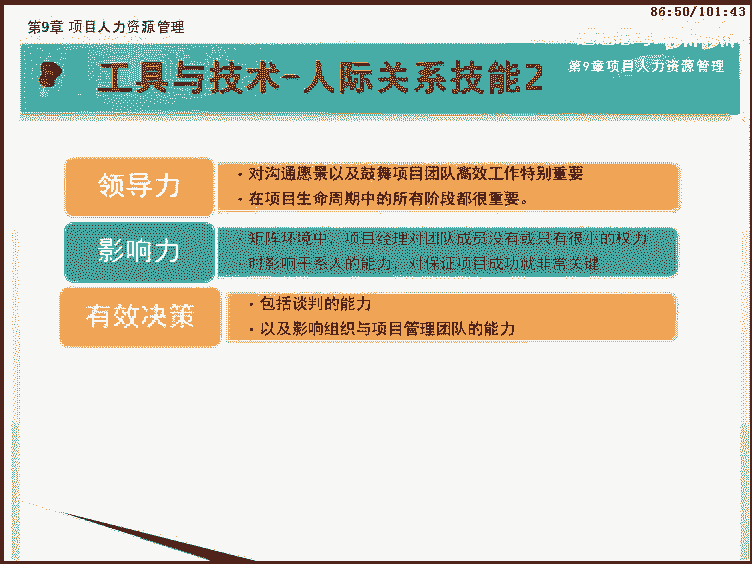 86:50/101:43
第9章 项目人力资源管理
工具与技术-人际关系技能2
第9章项目人力资源管理
领导力
· 对沟通愿景以及鼓舞项目团队高效工作特别重要
· 在项目生命周期中的所有阶段都很重要。
影响力
矩阵环境中，项目经理对团队成员没有或只有很小的权力
时影响干系人的能力，对保证项目成功就非常关键
有效决策
· 包括谈判的能力
· 以及影响组织与项目管理团队的能力